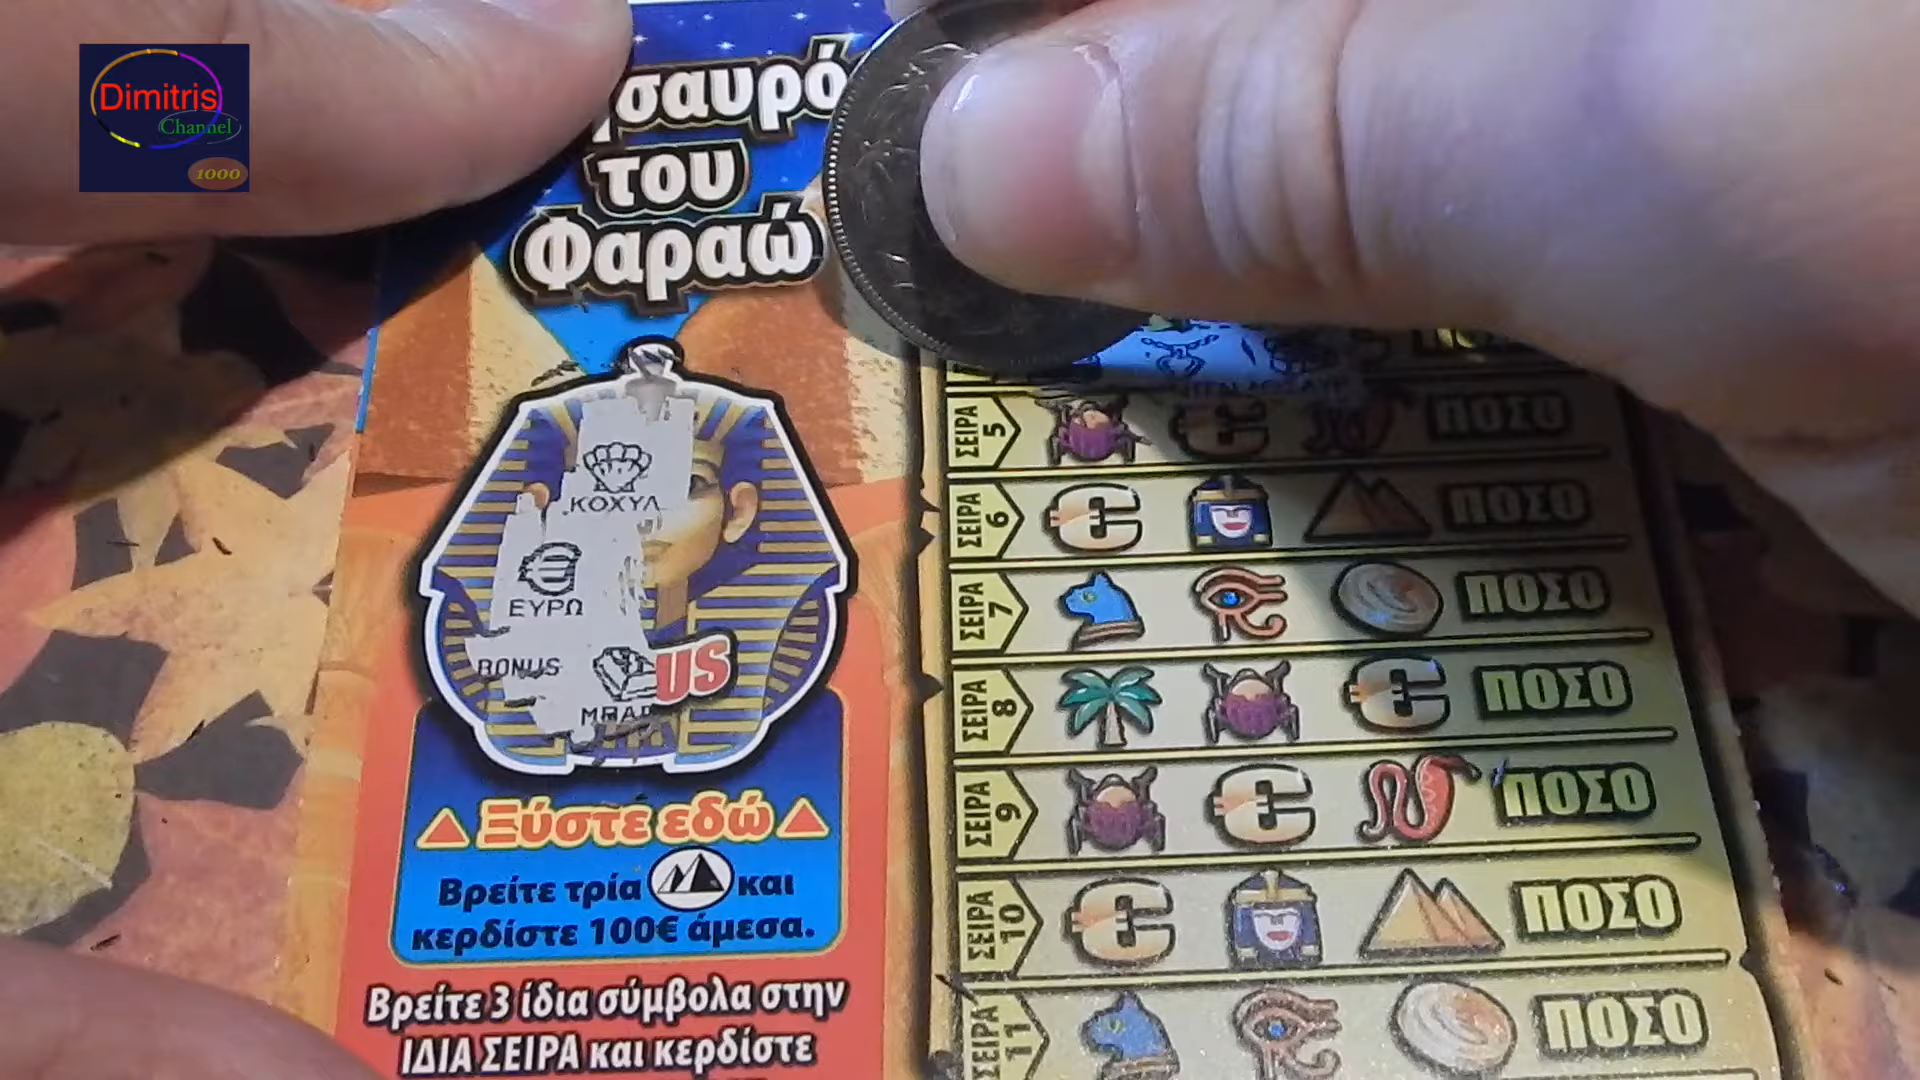 Dimitris
Channel
1000
του
Φαραώ
ΚΟΧΥΛ
ΕΥΡΩ
BONUS
US
ΜΠΑΡ
Ξύστε εδώ
Βρείτε τρία και
κερδίστε 100€ άμεσα.
Βρείτε 3 ίδια σύμβολα στην
ΙΔΙΑ ΣΕΙΡΑ και κερδίστε
ΣΕΙΡΑ 5 ΠΟΣΟ
ΣΕΙΡΑ 6 ΠΟΣΟ
ΣΕΙΡΑ 7 ΠΟΣΟ
ΣΕΙΡΑ 8 ΠΟΣΟ
ΣΕΙΡΑ 9 ΠΟΣΟ
ΣΕΙΡΑ 10 ΠΟΣΟ
ΣΕΙΡΑ 11 ΠΟΣΟ